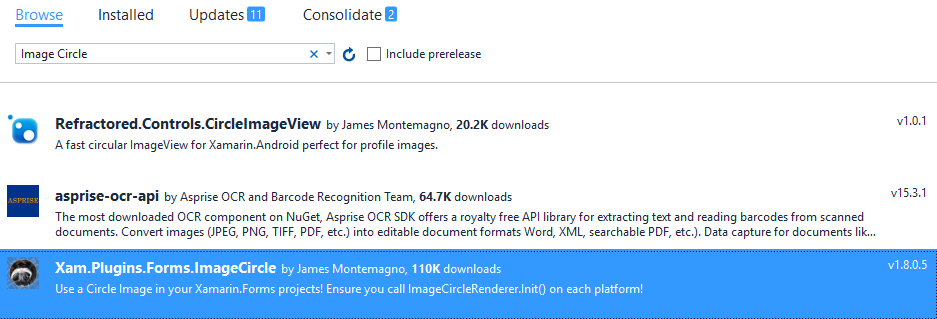 Browse Installed Updates 11 Consolidate 2
Image Circle Include prerelease
Refractored.Controls.CircleImageView by James Montemagno, 20.2K downloads v1.0.1
A fast circular ImageView for Xamarin.Android perfect for profile images.
ASPRISE asprise-ocr-api by Asprise OCR and Barcode Recognition Team, 64.7K downloads v15.3.1
The most downloaded OCR component on NuGet, Asprise OCR SDK offers a royalty free API library for extracting text and reading barcodes from scanned
documents. Convert images (JPEG, PNG, TIFF, PDF, etc.) into editable document formats Word, XML, searchable PDF, etc.). Data capture for documents lik...
Xam.Plugins.Forms.ImageCircle by James Montemagno, 110K downloads v1.8.0.5
Use a Circle Image in your Xamarin.Forms projects! Ensure you call ImageCircleRenderer.Init() on each platform!